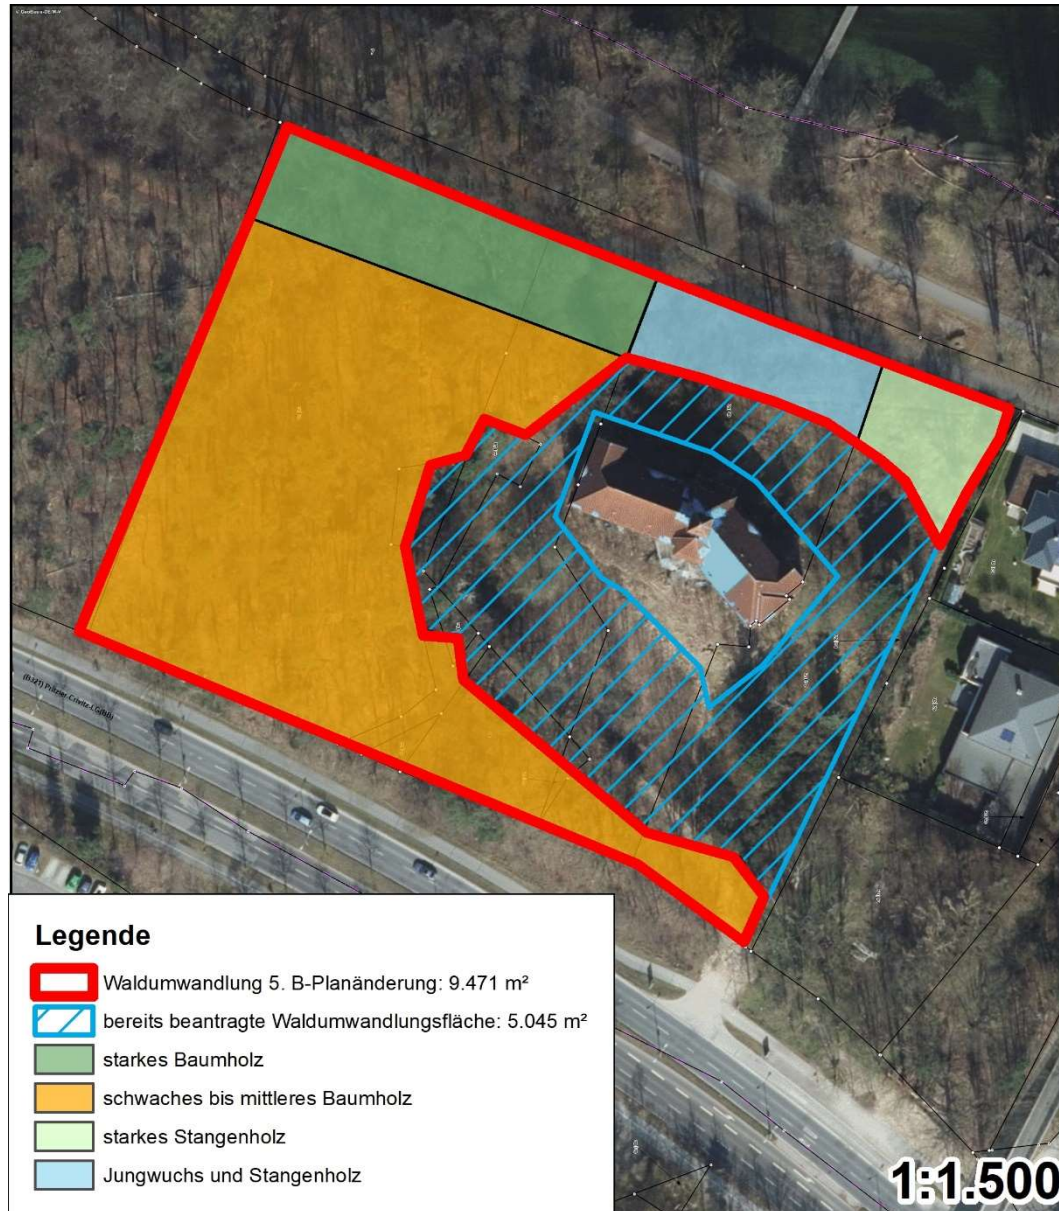 Legende
Waldumwandlung 5. B-Planänderung: 9.471 m²
bereits beantragte Waldumwandlungsfläche: 5.045 m²
starkes Baumholz
schwaches bis mittleres Baumholz
starkes Stangenholz
Jungwuchs und Stangenholz
1:1.500